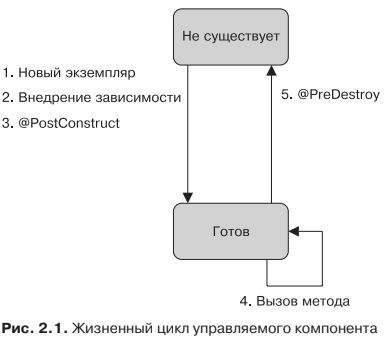 Не существует
1. Новый экземпляр
2. Внедрение зависимости
3. @PostConstruct
5. @PreDestroy
Готов
4. Вызов метода
Рис. 2.1. Жизненный цикл управляемого компонента